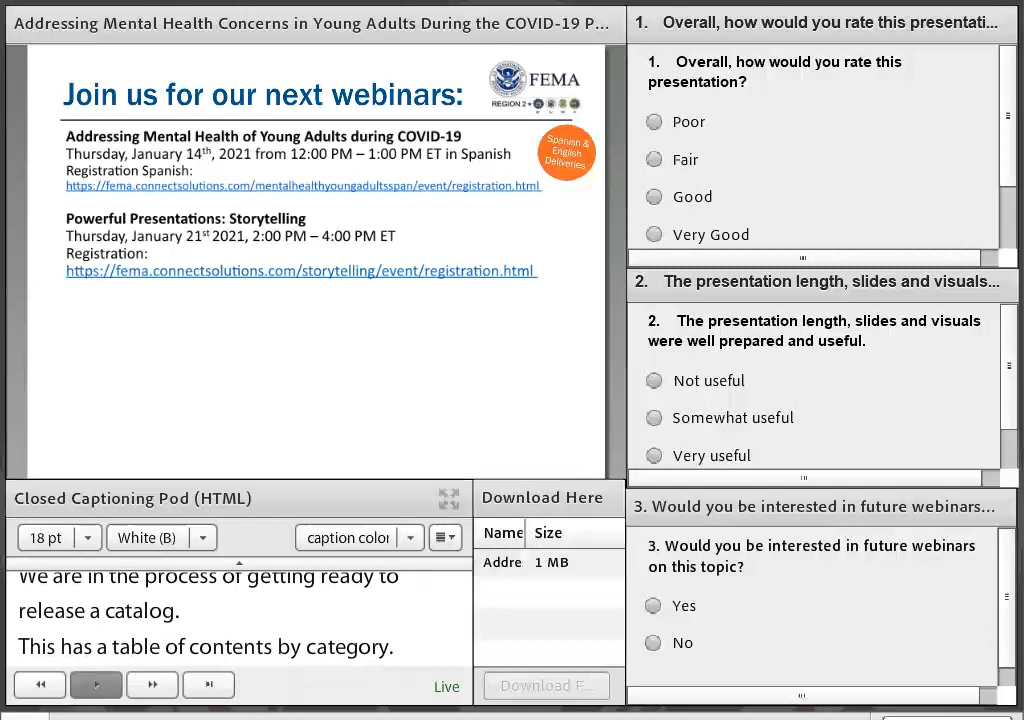 Addressing Mental Health Concerns in Young Adults During the COVID-19 P...
FEMA
REGION 2
Join us for our next webinars:
Addressing Mental Health of Young Adults during COVID-19
Thursday, January 14th, 2021 from 12:00 PM – 1:00 PM ET in Spanish
Registration Spanish:
https://fema.connectsolutions.com/mentalhealthyoungadultsspan/event/registration.html
Spanish &
English
Deliveries
Powerful Presentations: Storytelling
Thursday, January 21st 2021, 2:00 PM – 4:00 PM ET
Registration:
https://fema.connectsolutions.com/storytelling/event/registration.html
1. Overall, how would you rate this presentati...
1. Overall, how would you rate this
presentation?
Poor
Fair
Good
Very Good
2. The presentation length, slides and visuals...
2. The presentation length, slides and visuals
were well prepared and useful.
Not useful
Somewhat useful
Very useful
Closed Captioning Pod (HTML)
18 pt
White (B)
caption color
We are in the process of getting ready to
release a catalog.
This has a table of contents by category.
Live
Download Here
Name Size
Addre 1 MB
Download F...
3. Would you be interested in future webinars...
3. Would you be interested in future webinars
on this topic?
Yes
No